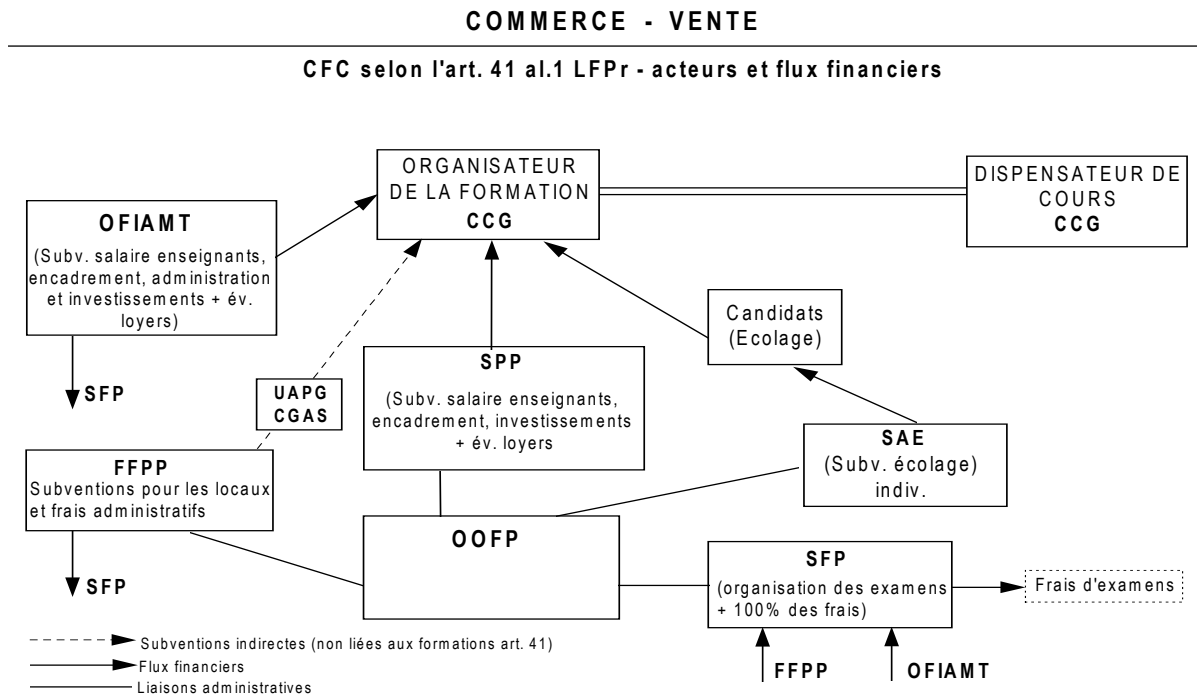 COMMERCE - VENTE
CFC selon l'art. 41 al.1 LFPr - acteurs et flux financiers
ORGANISATEUR
DE LA FORMATION
CCG
DISPENSATEUR DE
COURS
CCG
OFIAMT
(Subv. salaire enseignants,
encadrement, administration
et investissements + év.
loyers)
SFP
Candidats
(Ecolage)
SPP
(Subv. salaire enseignants,
encadrement, investissements
+ év. loyers
UAPG
CGAS
SAE
(Subv. écolage)
indiv.
FFPP
Subventions pour les locaux
et frais administratifs
SFP
OOFP
SFP
(organisation des examens
+ 100% des frais)
Frais d'examens
FFPP
OFIAMT
Subventions indirectes (non liées aux formations art. 41)
Flux financiers
Liaisons administratives